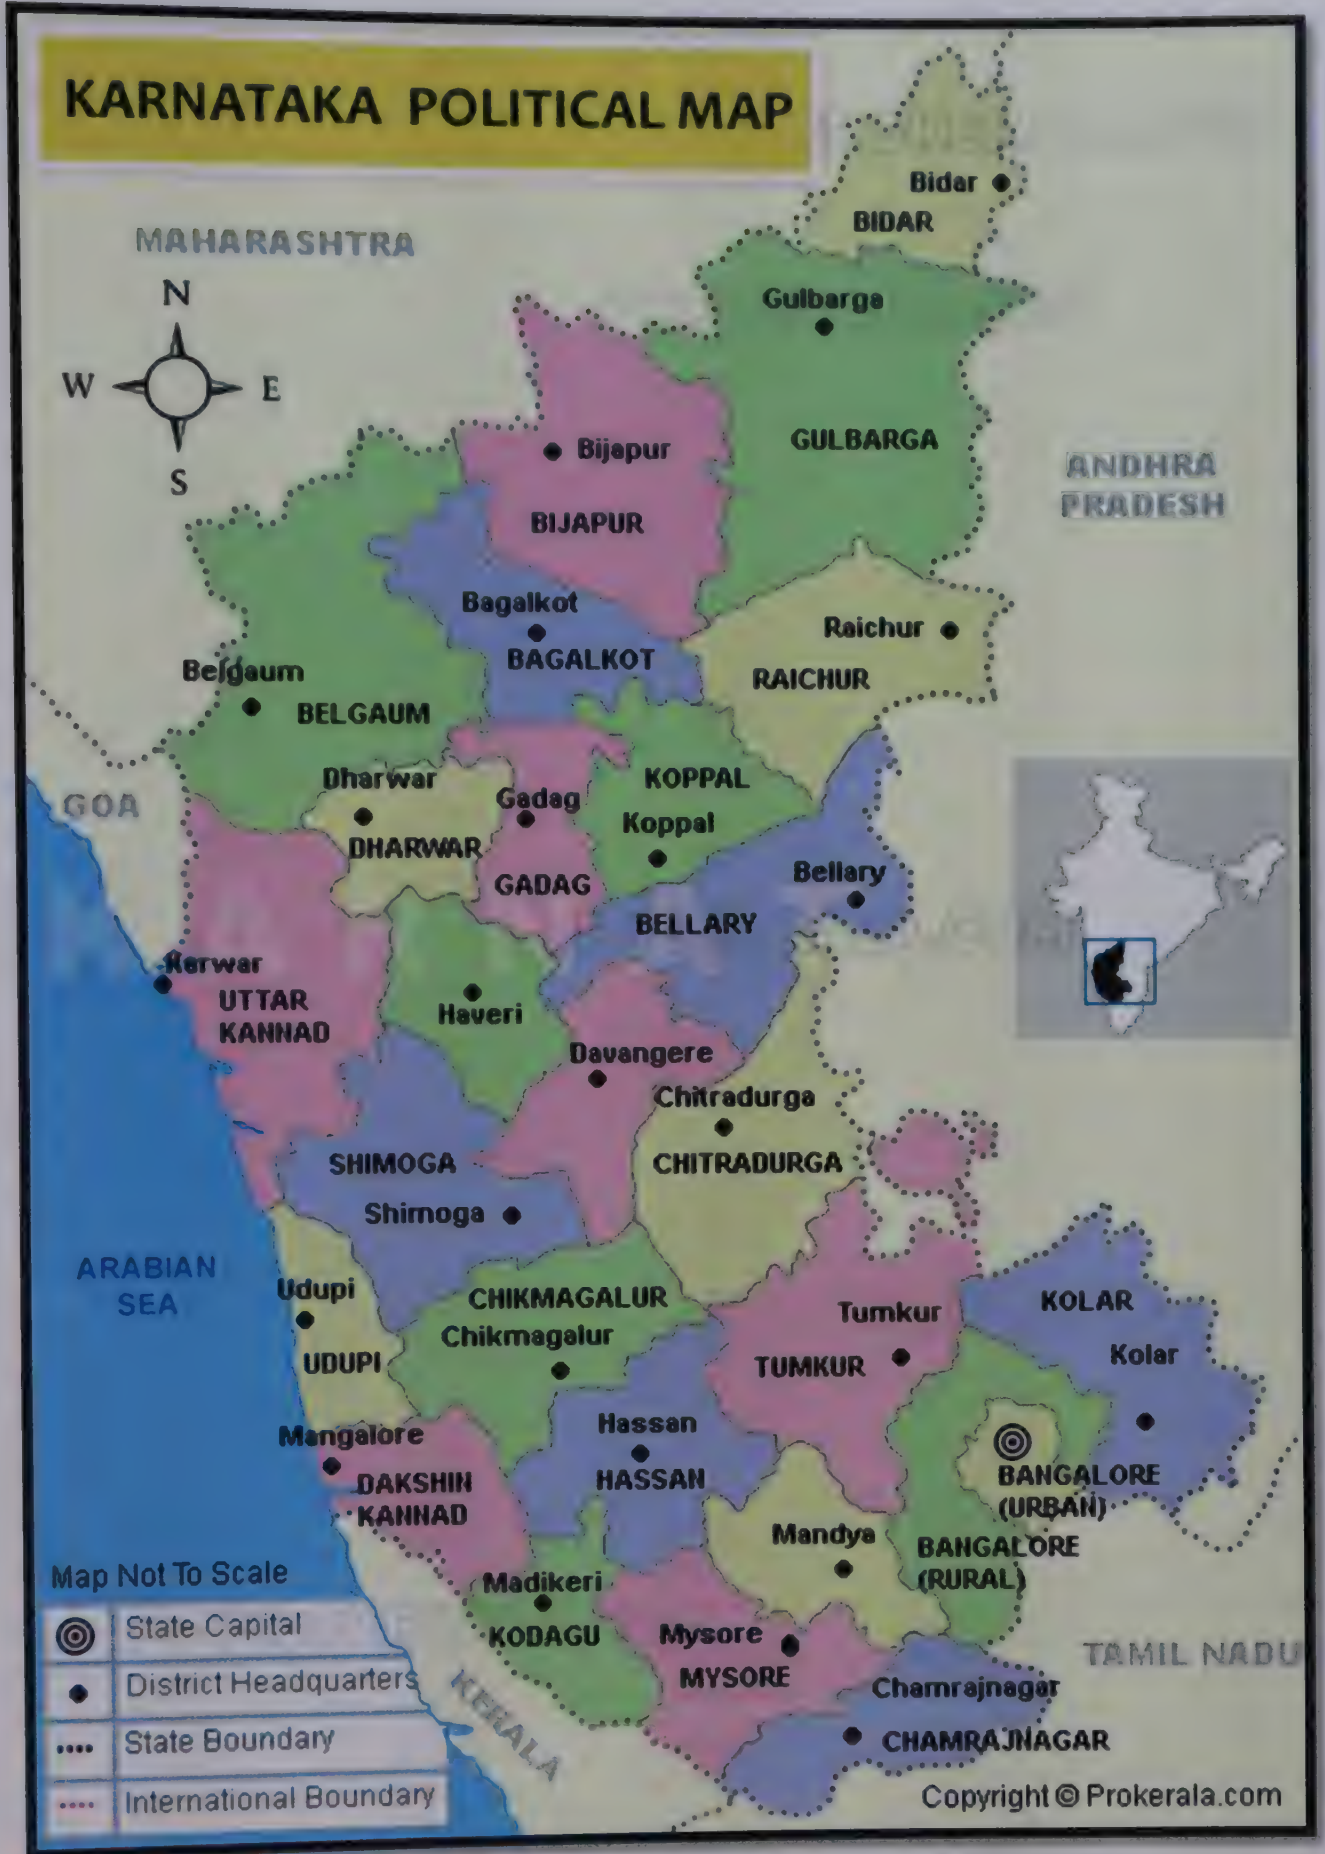 KARNATAKA POLITICAL MAP
Bidar
BIDAR
MAHARASHTRA
N
W
E
S
Gulbarga
GULBARGA
Bijapur
BIJAPUR
ANDHRA
PRADESH
Bagalkot
BAGALKOT
Raichur
RAICHUR
Belgaum
BELGAUM
Dharwar
DHARWAR
Gadag
GADAG
KOPPAL
Koppal
GOA
Bellary
BELLARY
Karwar
UTTAR
KANNAD
Haveri
Davangere
Chitradurga
CHITRADURGA
SHIMOGA
Shimoga
ARABIAN
SEA
Udupi
UDUPI
CHIKMAGALUR
Chikmagalur
Tumkur
TUMKUR
KOLAR
Kolar
Hassan
HASSAN
Mangalore
DAKSHIN
KANNAD
BANGALORE
(URBAN)
Mandya
BANGALORE
(RURAL)
Madikeri
KODAGU
Mysore
MYSORE
TAMIL NADU
KERALA
Chamrajnagar
CHAMRAJNAGAR
Map Not To Scale
State Capital
District Headquarters
State Boundary
International Boundary
Copyright © Prokerala.com